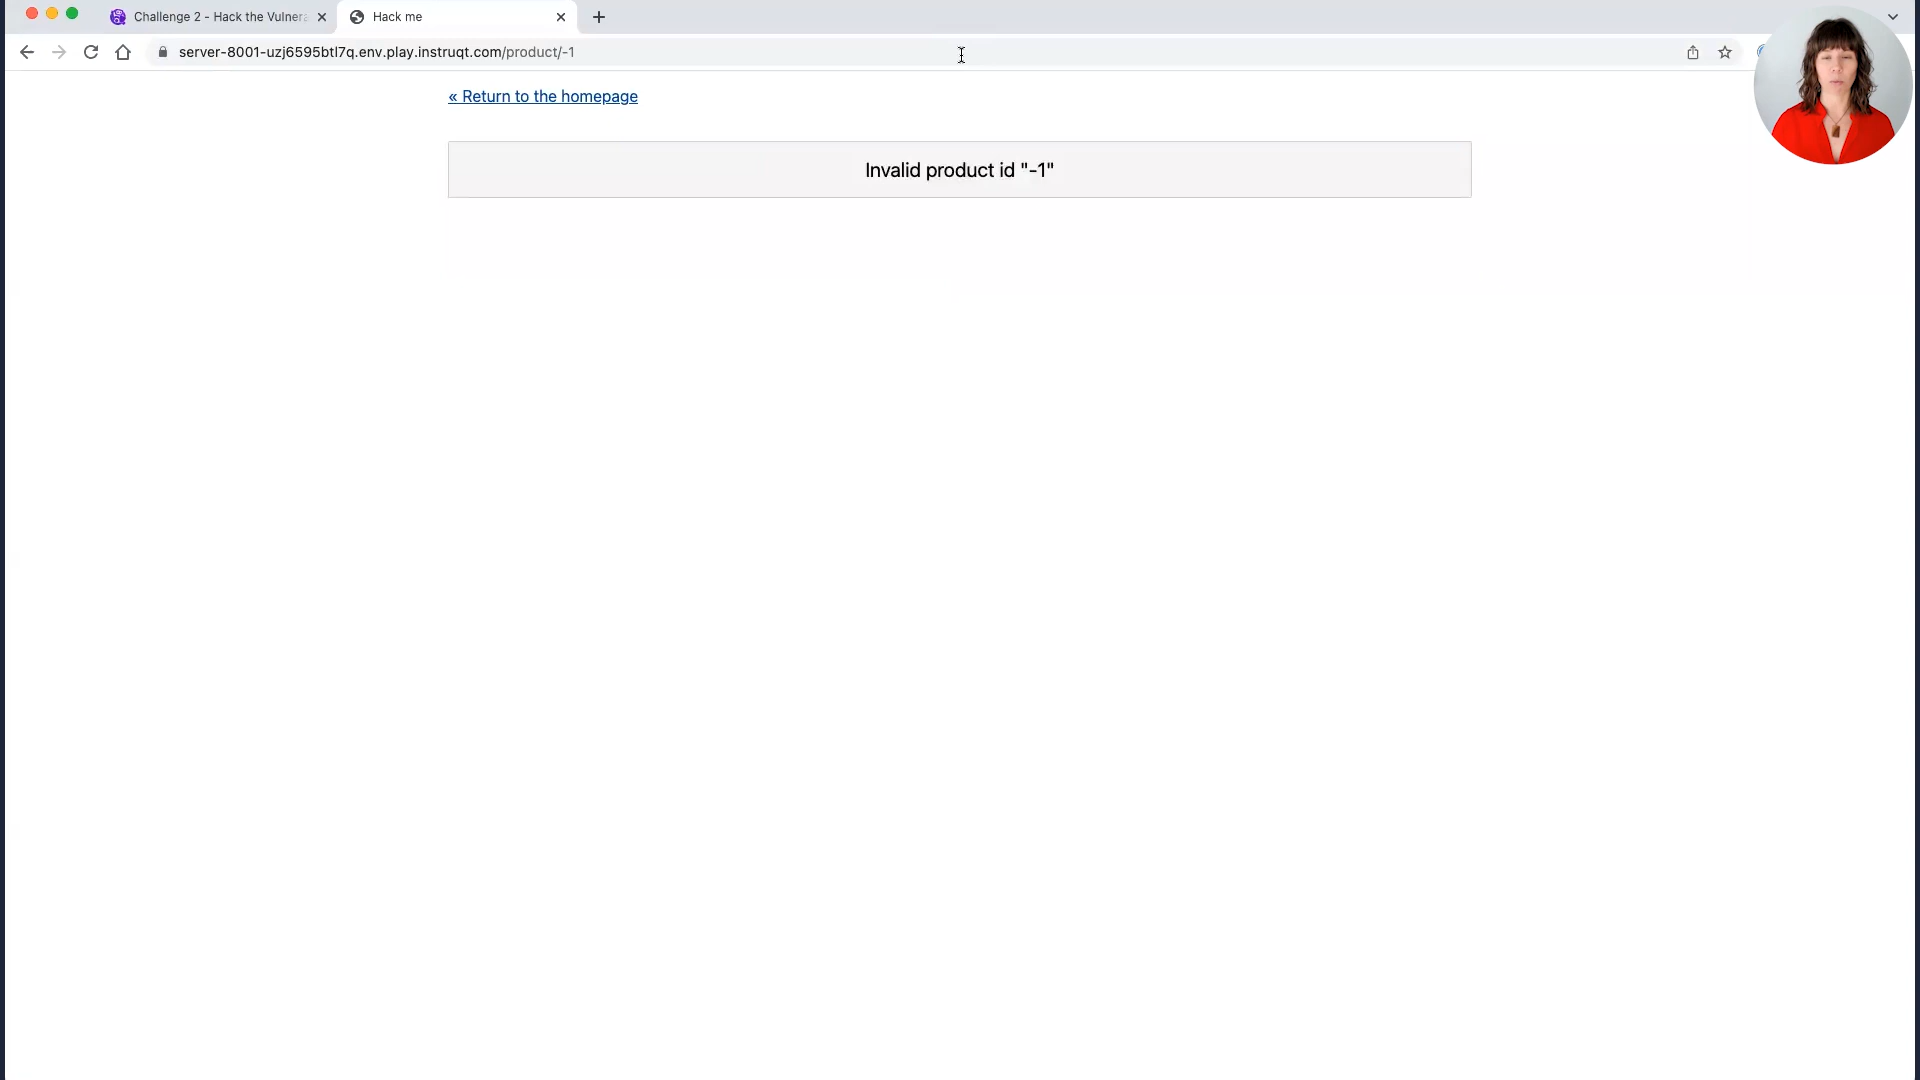 Challenge 2 - Hack the Vulnera
Hack me
server-8001-uzj6595btl7q.env.play.instruqt.com/product/-1
« Return to the homepage
Invalid product id "-1"